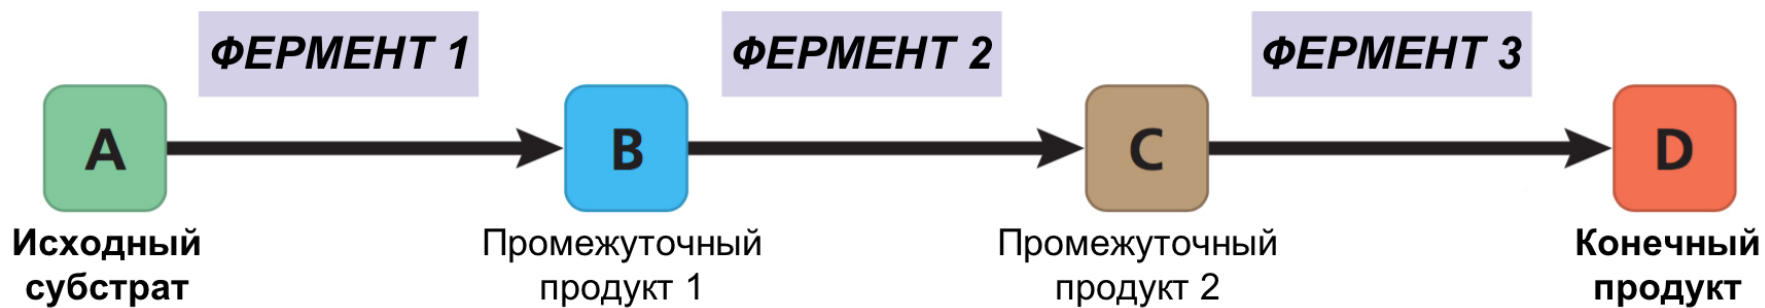 ФЕРМЕНТ 1
ФЕРМЕНТ 2
ФЕРМЕНТ 3
A
B
C
D
Исходный
субстрат
Промежуточный
продукт 1
Промежуточный
продукт 2
Конечный
продукт